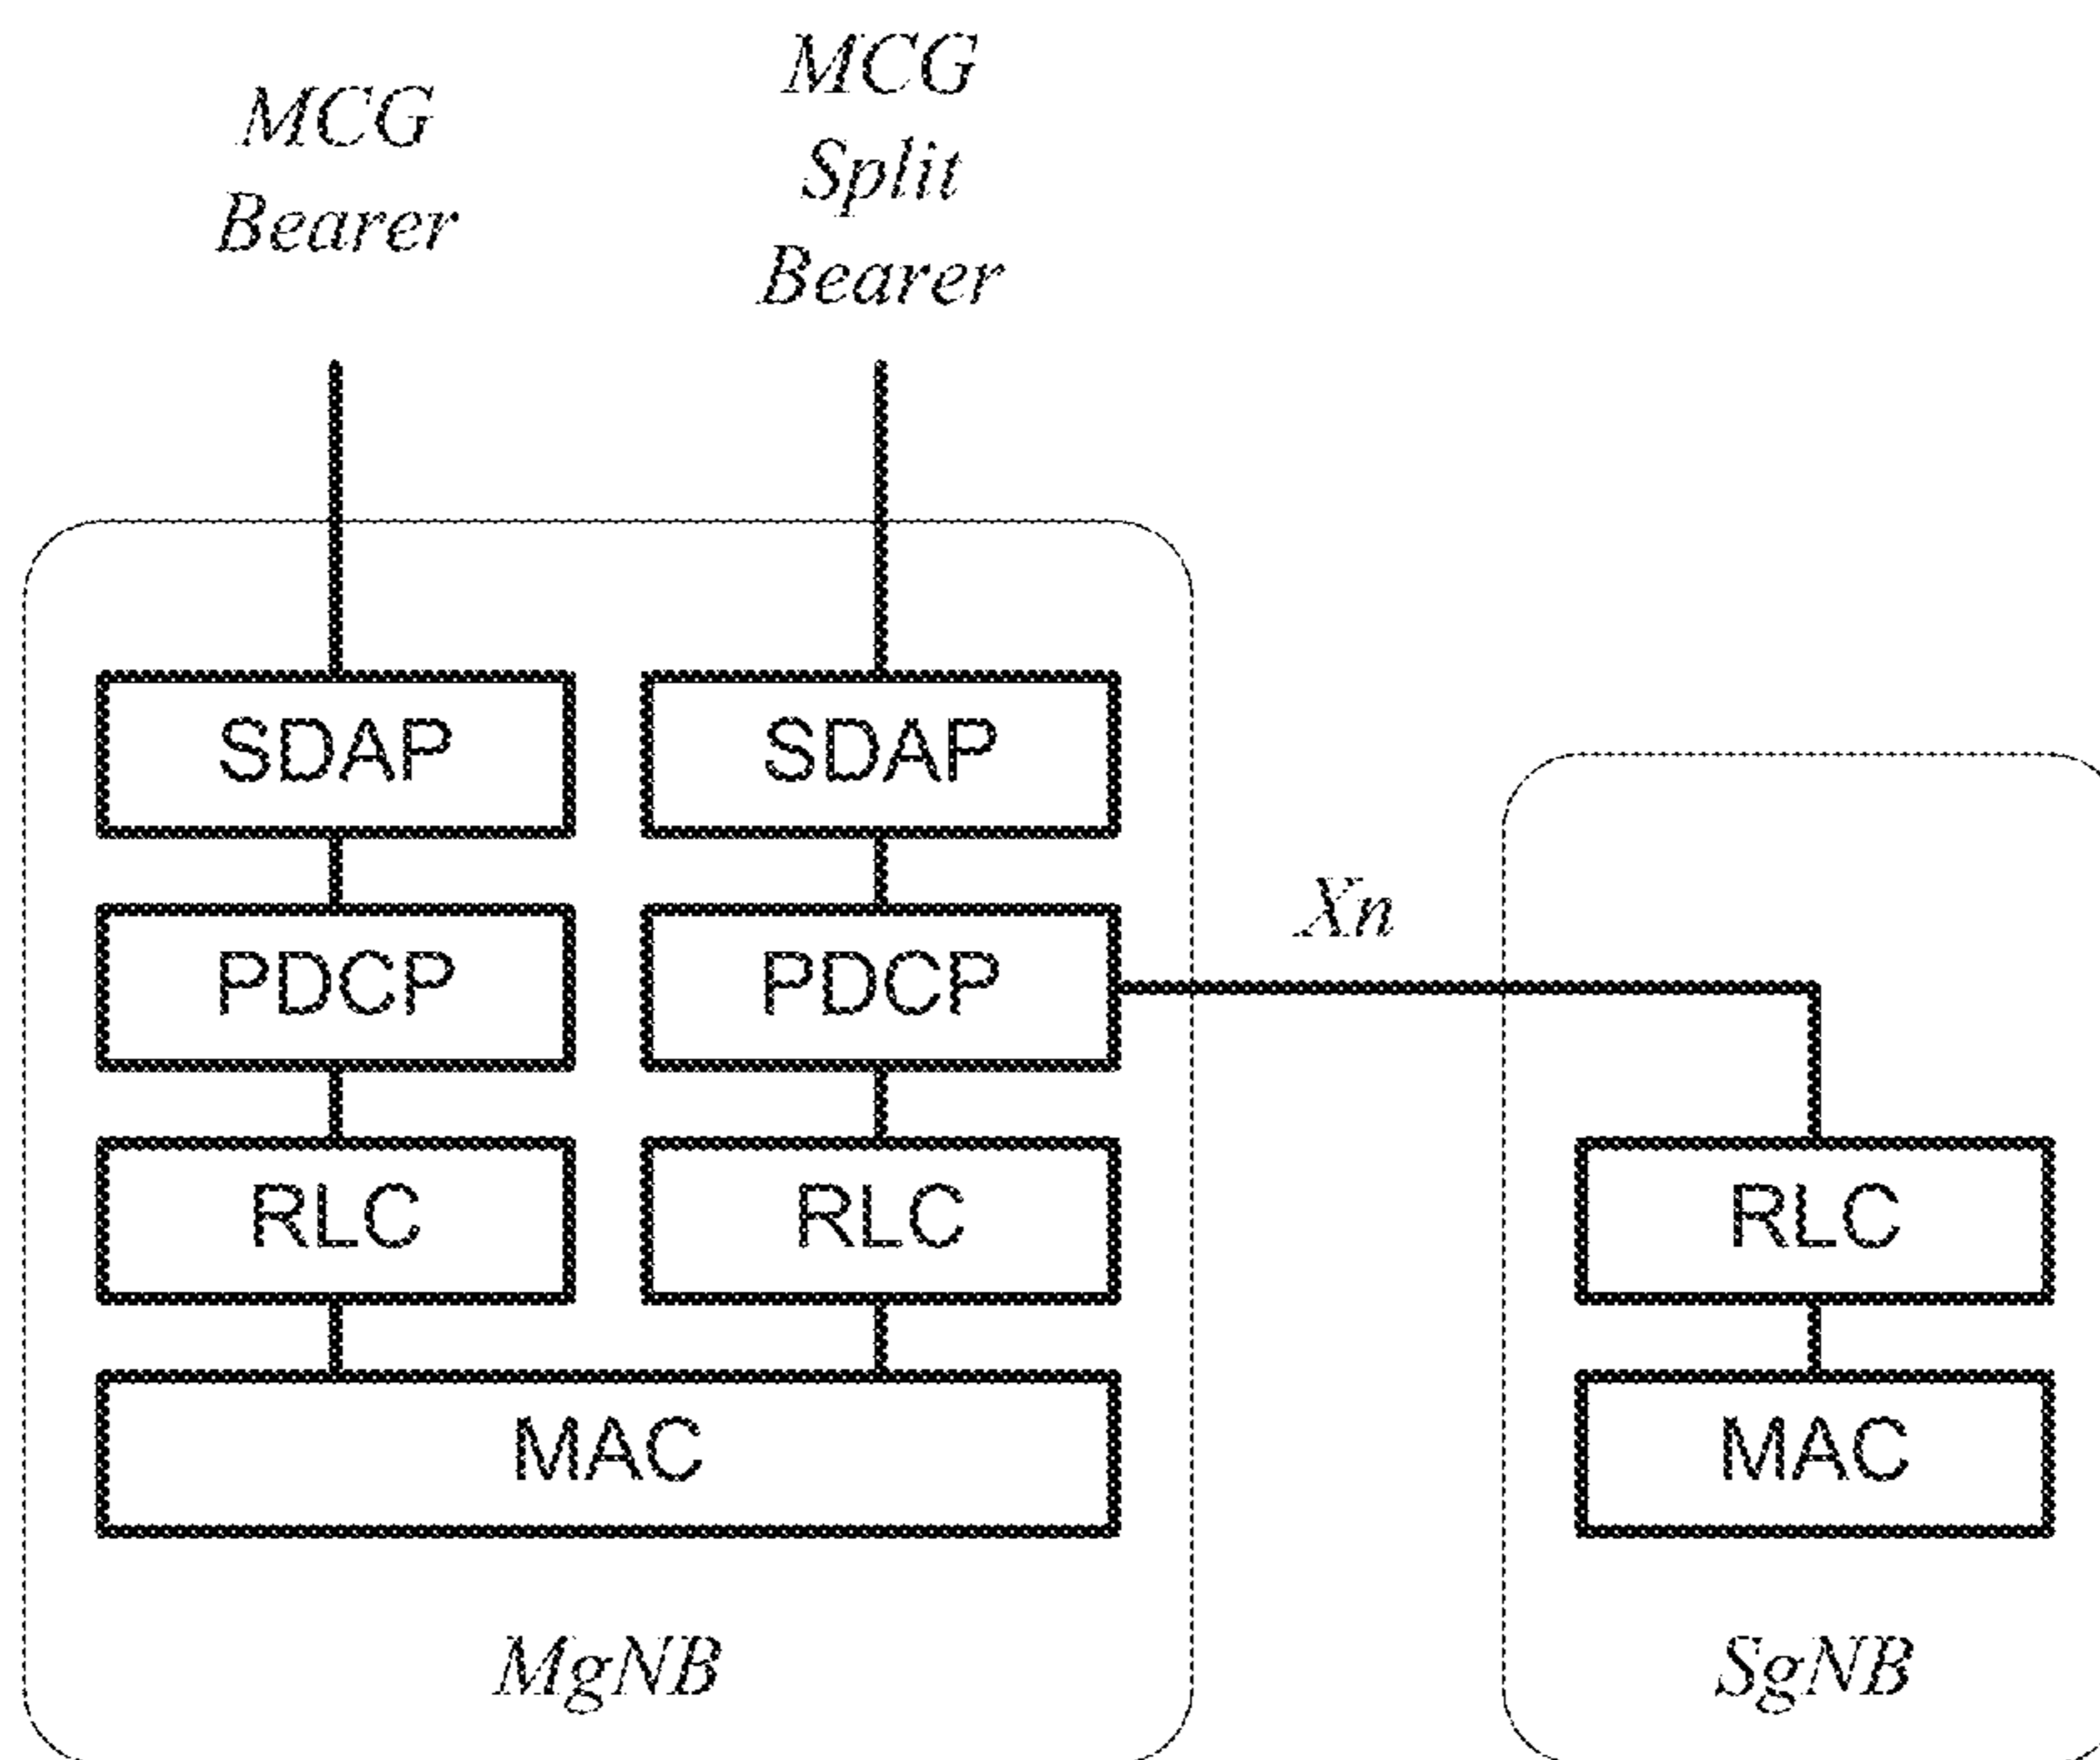 MCG
Bearer
MCG
Split
Bearer
SDAP
SDAP
PDCP
PDCP
Xn
RLC
RLC
RLC
MAC
MAC
MgNB
SgNB